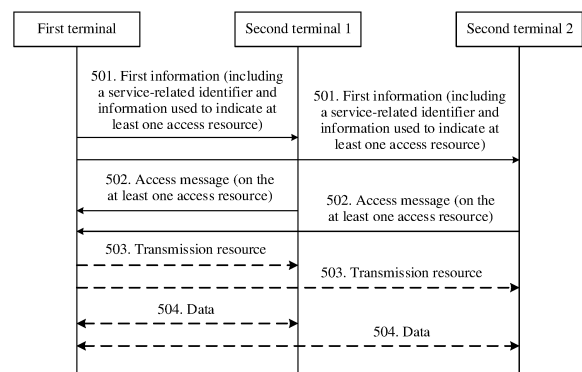 First terminal
Second terminal 1
Second terminal 2
501. First information (including
a service-related identifier and
information used to indicate at
least one access resource)
501. First information (including
a service-related identifier and
information used to indicate at
least one access resource)
502. Access message (on the
at least one access resource)
502. Access message (on the
at least one access resource)
503. Transmission resource
503. Transmission resource
504. Data
504. Data